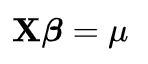 𝐗𝜷 = 𝜇